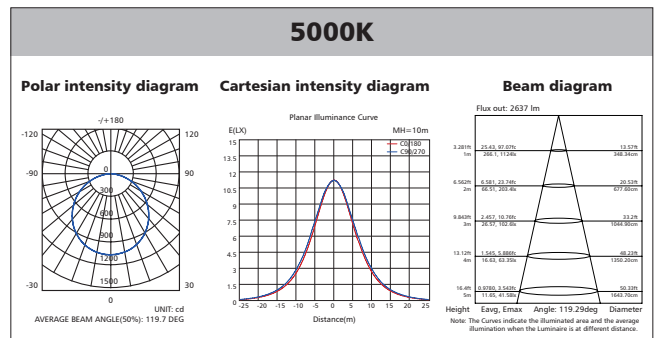 5000K
Polar intensity diagram
Cartesian intensity diagram
Beam diagram
-/+180
-120
120
-90
90
-30
30
0
0
300
600
900
1200
1500
UNIT: cd
AVERAGE BEAM ANGLE(50%): 119.7 DEG
Planar Illuminance Curve
E(LX)
MH=10m
C0/180
C90/270
15
13.5
12
10.5
9
7.5
6
4.5
3
1.5
0
-25 -20 -15 -10 -5 0 5 10 15 20 25
Distance(m)
Flux out: 2637 lm
3.281ft 25.43, 97.07fc 13.57ft
1m 266.1, 1124lx 348.34cm
6.562ft 6.581, 23.74fc 20.53ft
2m 66.51, 203.4lx 677.60cm
9.843ft 2.457, 10.76fc 33.2ft
3m 26.57, 102.6lx 1044.90cm
13.12ft 1.545, 5.886fc 48.23ft
4m 16.63, 63.35lx 1350.20cm
16.4ft 0.9780, 3.543fc 50.33ft
5m 11.65, 41.58lx 1643.70cm
Height Eavg, Emax Angle: 119.29deg Diameter
Note: The Curves indicate the illuminated area and the average
illumination when the Luminaire is at different distance.